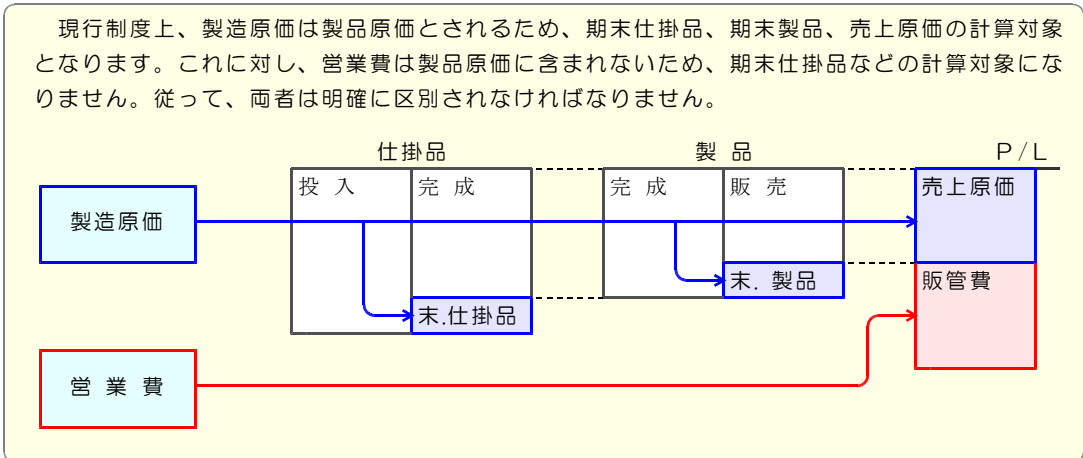 現行制度上、製造原価は製品原価とされるため、期末仕掛品、期末製品、売上原価の計算対象
となります。これに対し、営業費は製品原価に含まれないため、期末仕掛品などの計算対象にな
りません。従って、両者は明確に区別されなければなりません。
仕掛品
製 品
P/L
投 入
完 成
完 成
販 売
売上原価
製造原価
末. 製品
販管費
末.仕掛品
営 業 費